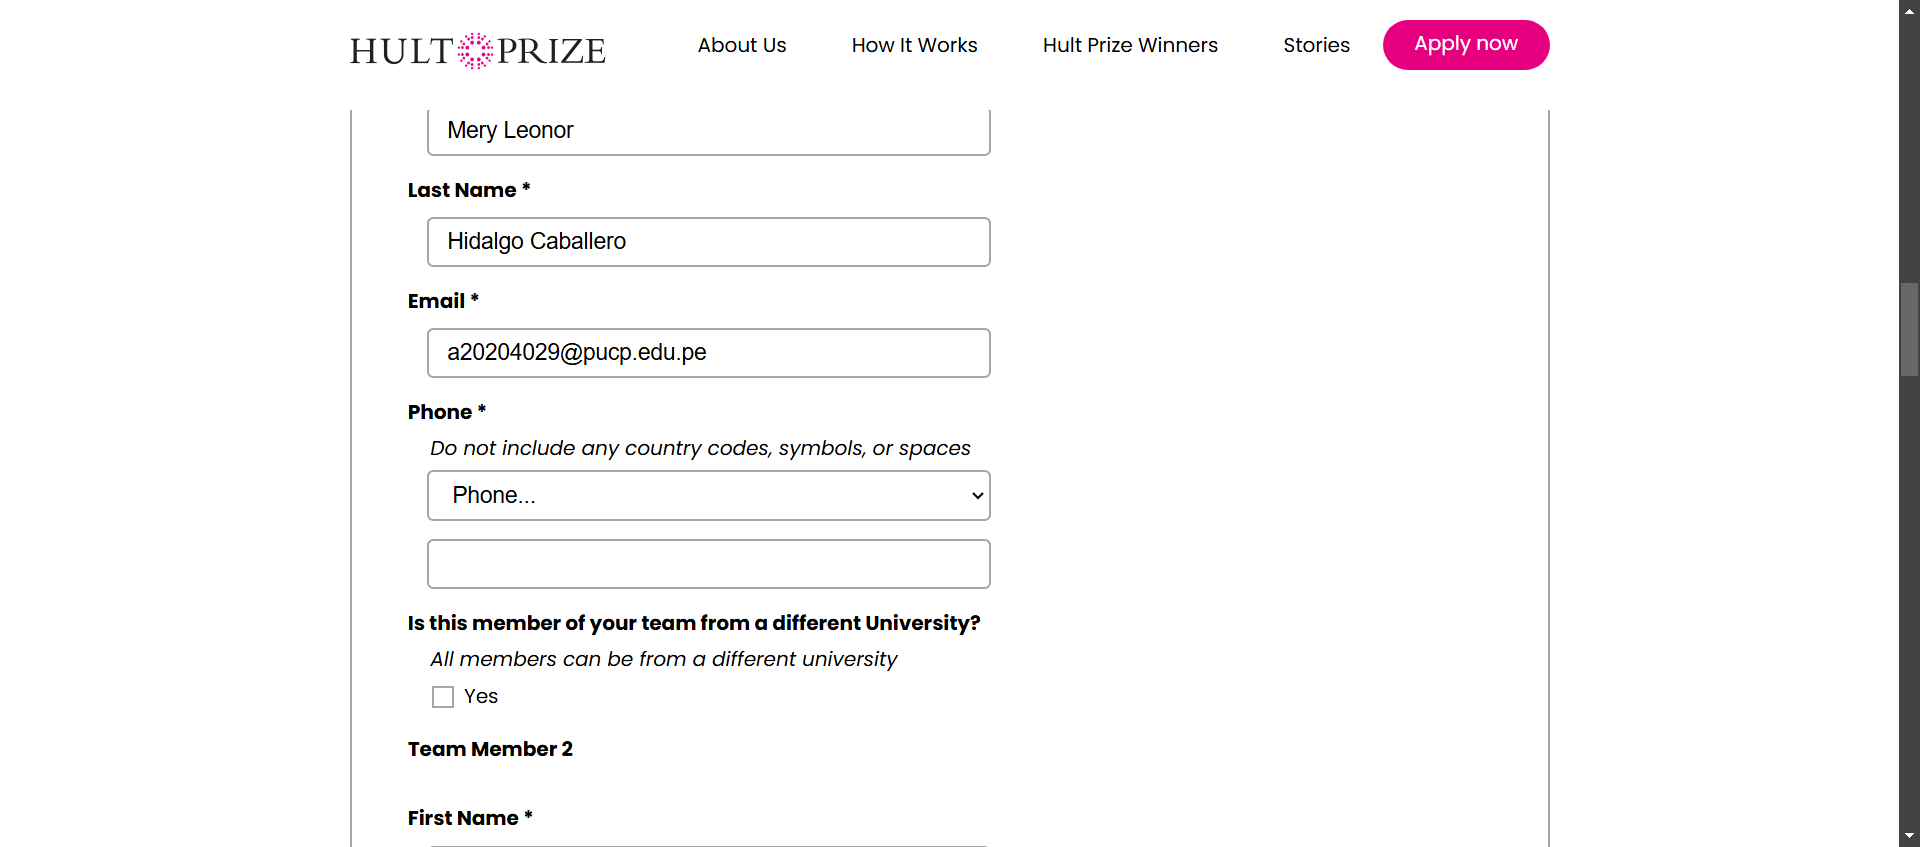 HULT PRIZE
About Us
How It Works
Hult Prize Winners
Stories
Apply now
Mery Leonor
Last Name *
Hidalgo Caballero
Email *
a20204029@pucp.edu.pe
Phone *
Do not include any country codes, symbols, or spaces
Phone...
Is this member of your team from a different University?
All members can be from a different university
Yes
Team Member 2
First Name *